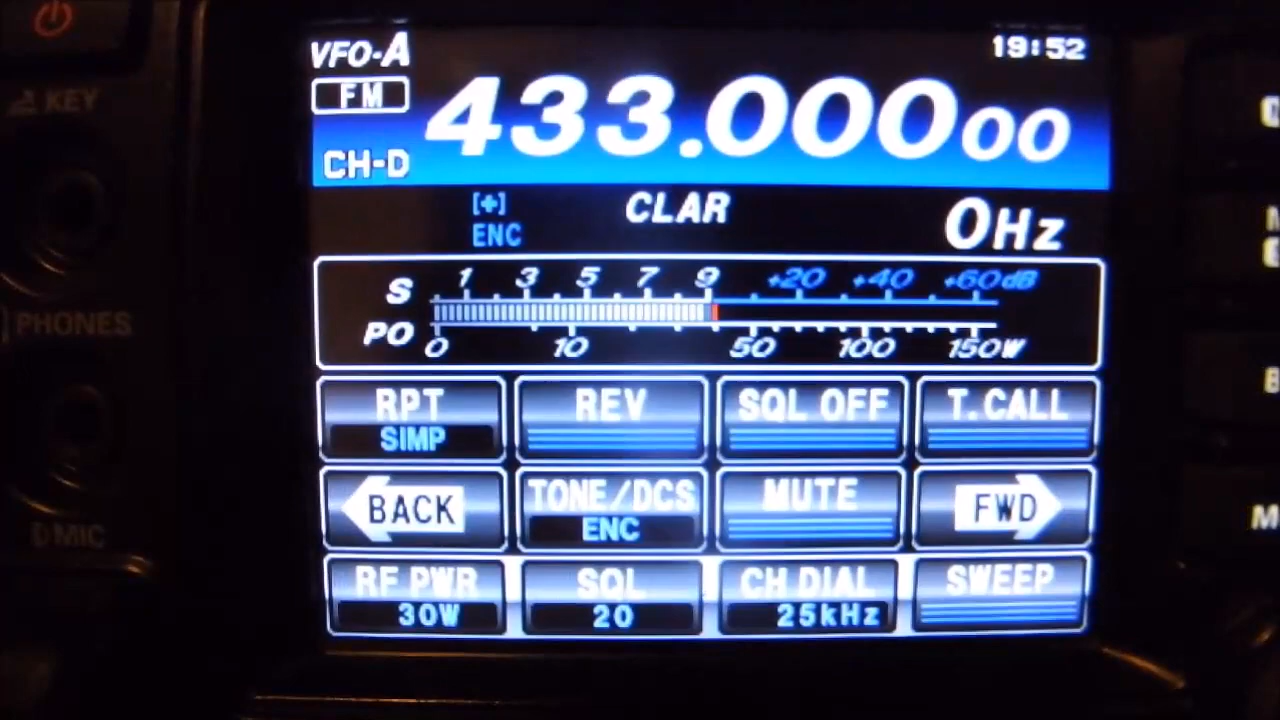 VFO-A
19:52
FM
433.00000
CH-D
KEY
[+]
CLAR
0Hz
ENC
S
1 3 5 7 9 +20 +40 +60dB
PHONES
PO
0 10 50 100 150W
RPT
SIMP
REV
SQL OFF
T.CALL
BACK
TONE/DCS
ENC
MUTE
FWD
D MIC
RF PWR
30W
SQL
20
CH DIAL
25kHz
SWEEP